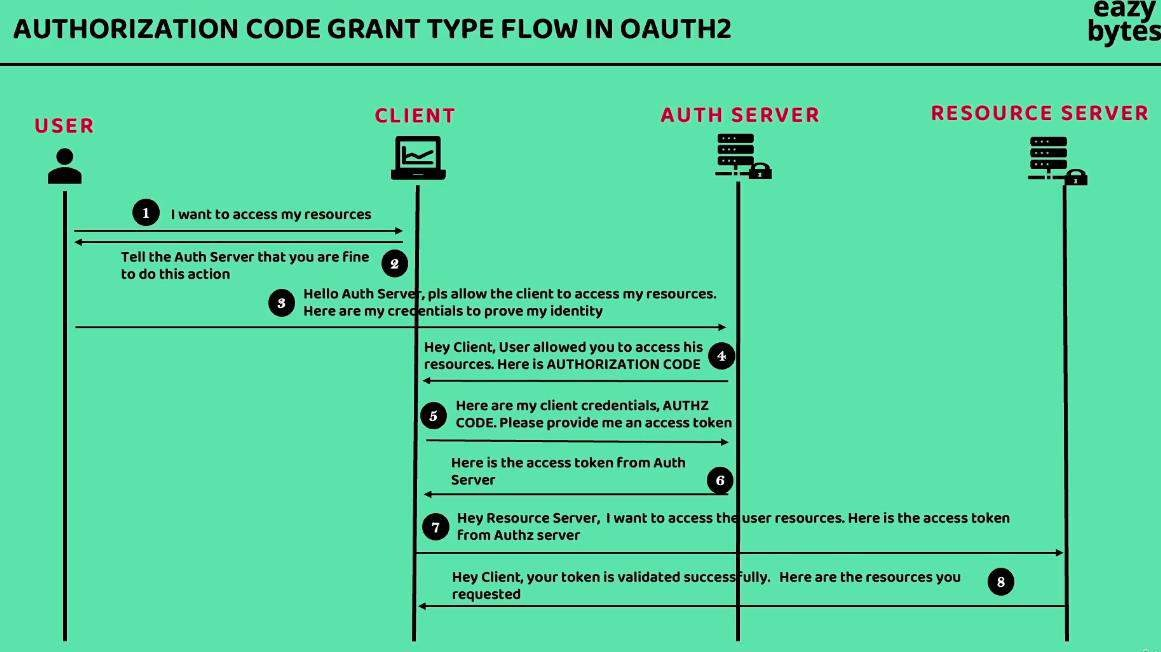 AUTHORIZATION CODE GRANT TYPE FLOW IN OAUTH2
eazy
bytes
USER
CLIENT
AUTH SERVER
RESOURCE SERVER
1 I want to access my resources
Tell the Auth Server that you are fine
to do this action
2
3
Hello Auth Server, pls allow the client to access my resources.
Here are my credentials to prove my identity
Hey Client, User allowed you to access his
resources. Here is AUTHORIZATION CODE
4
5
Here are my client credentials, AUTHZ
CODE. Please provide me an access token
Here is the access token from Auth
Server
6
7
Hey Resource Server, I want to access the user resources. Here is the access token
from Authz server
Hey Client, your token is validated successfully. Here are the resources you
requested
8